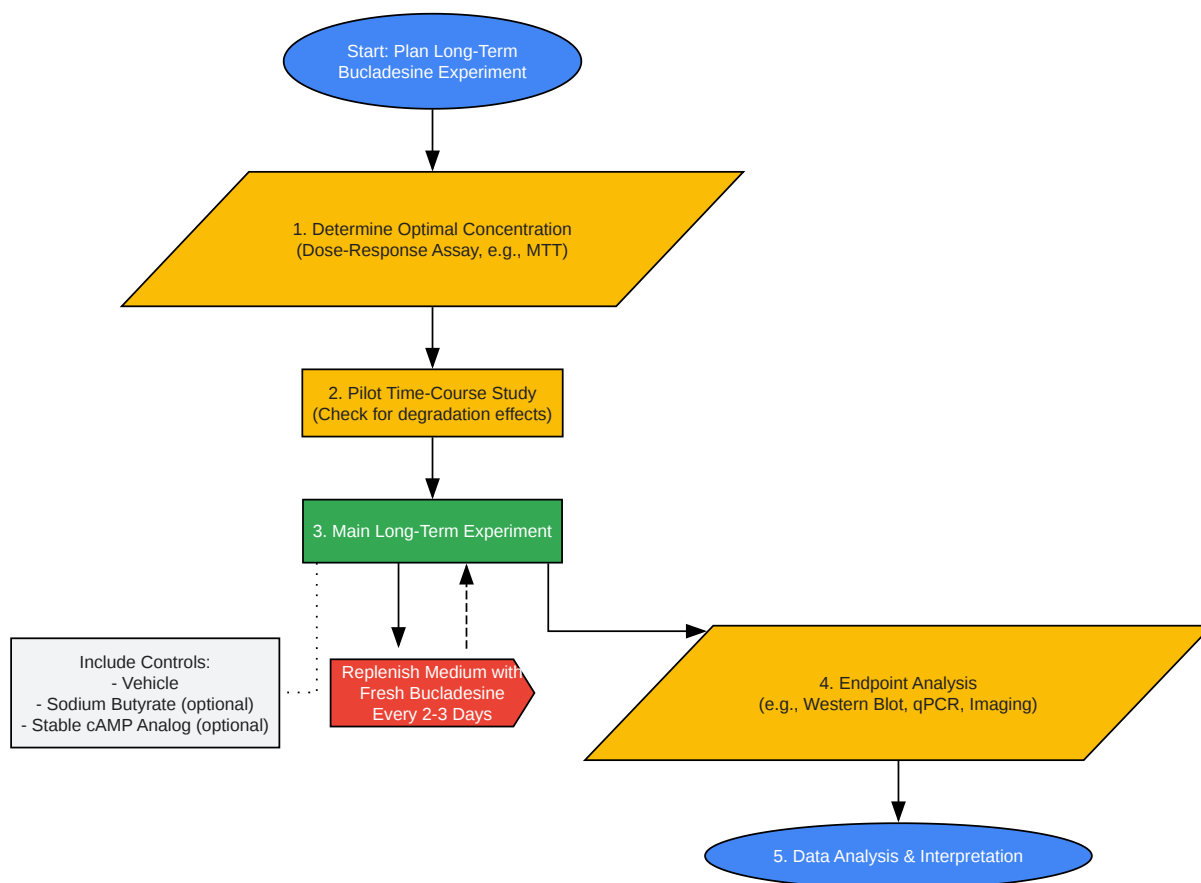 Start: Plan Long-Term
Bucladesine Experiment
1. Determine Optimal Concentration
(Dose-Response Assay, e.g., MTT)
2. Pilot Time-Course Study
(Check for degradation effects)
3. Main Long-Term Experiment
Include Controls:
- Vehicle
- Sodium Butyrate (optional)
- Stable cAMP Analog (optional)
Replenish Medium with
Fresh Bucladesine
Every 2-3 Days
4. Endpoint Analysis
(e.g., Western Blot, qPCR, Imaging)
5. Data Analysis & Interpretation